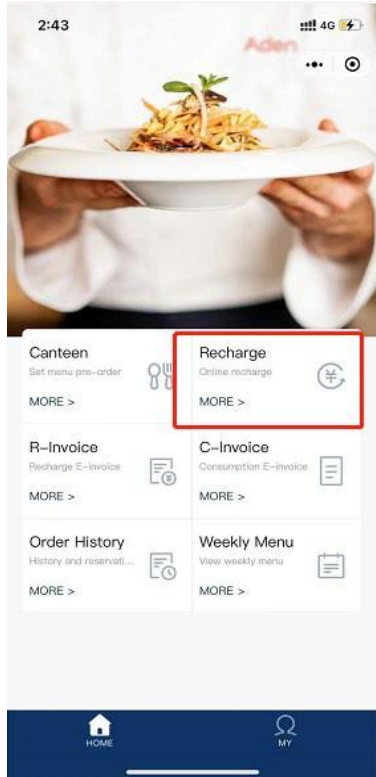 2:43
4G
Aden
Canteen
Set menu pre-order
MORE >
Recharge
Online recharge
MORE >
R-Invoice
Recharge E-invoice
MORE >
C-Invoice
Consumption E-invoice
MORE >
Order History
History and reservati...
MORE >
Weekly Menu
View weekly menu
MORE >
HOME
MY